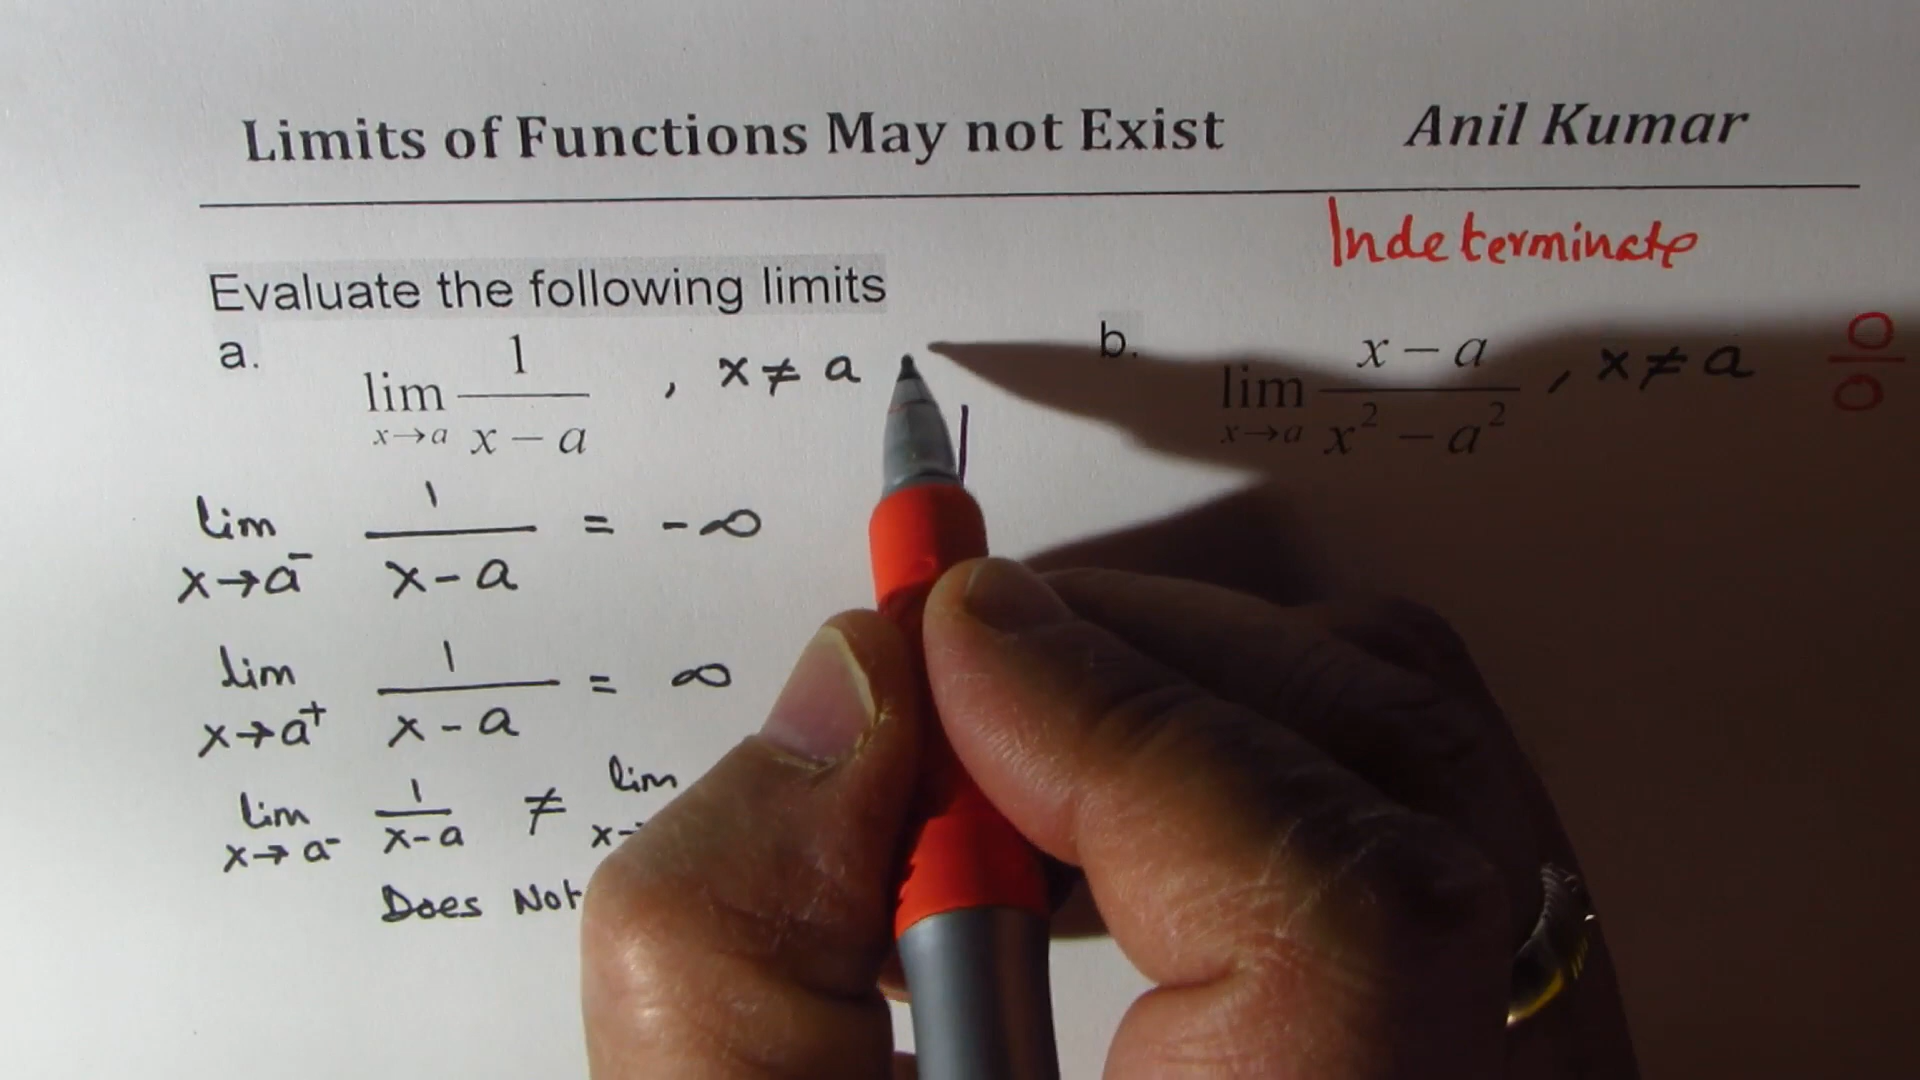 Limits of Functions May not Exist Anil Kumar
Indeterminate
Evaluate the following limits
a. lim x→a 1/(x − a) , x ≠ a
b. lim x→a (x − a)/(x² − a²) , x ≠ a 0/0
lim x→a⁻ 1/(x - a) = -∞
lim x→a⁺ 1/(x - a) = ∞
lim x→a⁻ 1/(x-a) ≠ lim
Does Not